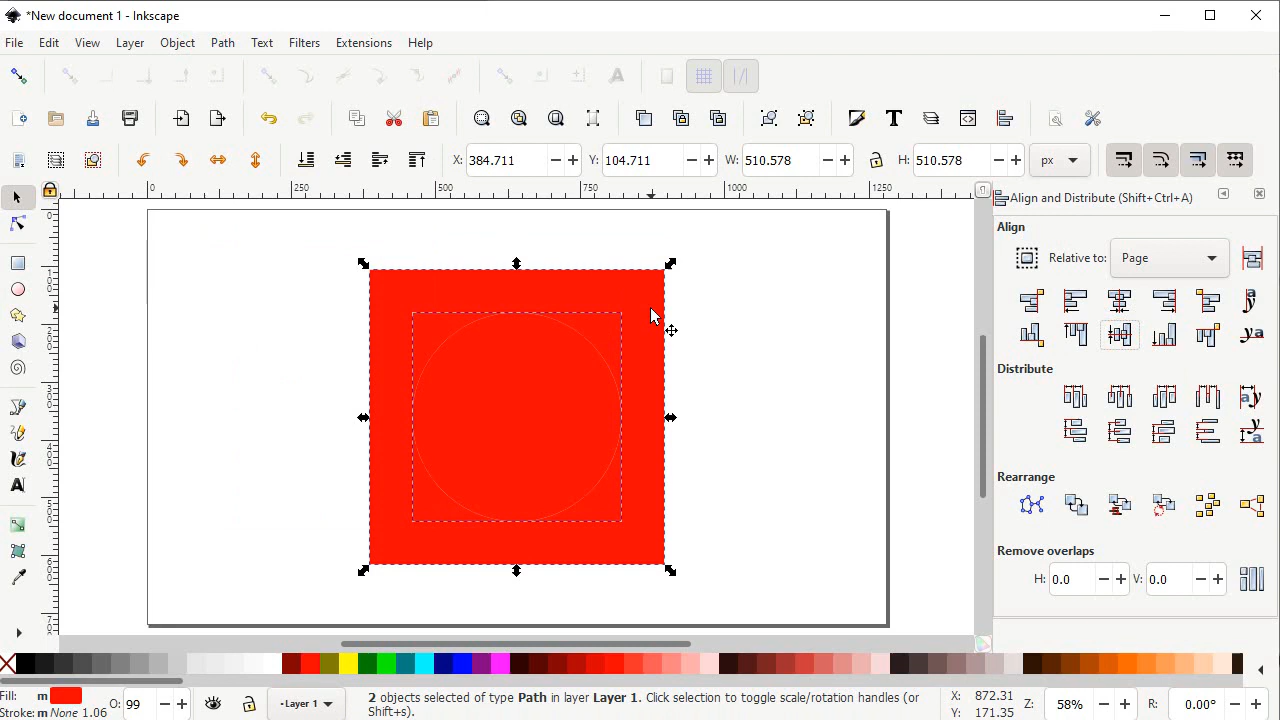 *New document 1 - Inkscape
File Edit View Layer Object Path Text Filters Extensions Help
X: 384.711 Y: 104.711 W: 510.578 H: 510.578 px
0 250 500 750 1000 1250
Align and Distribute (Shift+Ctrl+A)
Align
Relative to: Page
Distribute
Rearrange
Remove overlaps
H: 0.0 V: 0.0
Fill: m O: 99 Layer 1 2 objects selected of type Path in layer Layer 1. Click selection to toggle scale/rotation handles (or X: 872.31 Z: 58% R: 0.00°
Stroke: m None 1.06 Shift+s). Y: 171.35